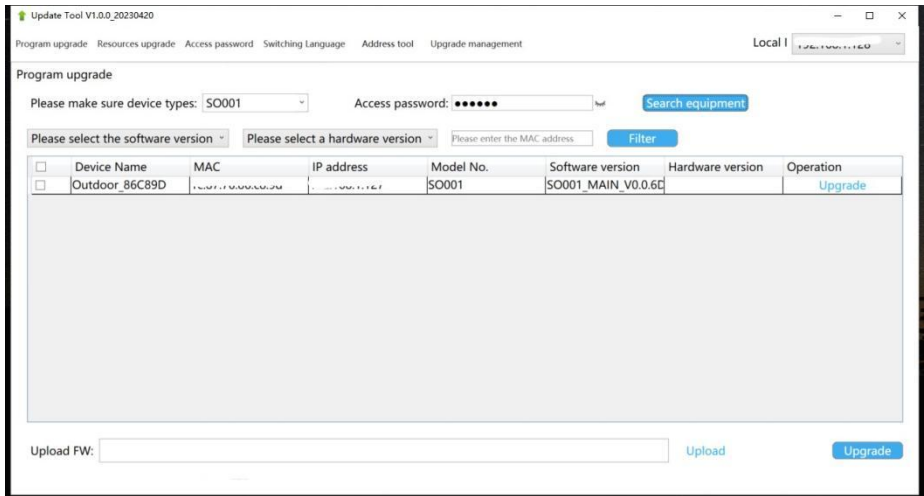 Update Tool V1.0.0_20230420
Program upgrade Resources upgrade Access password Switching Language Address tool Upgrade management Local I
Program upgrade
Please make sure device types: SO001 Access password: ●●●●●●
Search equipment
Please select the software version Please select a hardware version Please enter the MAC address Filter
Device Name MAC IP address Model No. Software version Hardware version Operation
Outdoor_86C89D SO001 SO001_MAIN_V0.0.6D Upgrade
Upload FW: Upload Upgrade